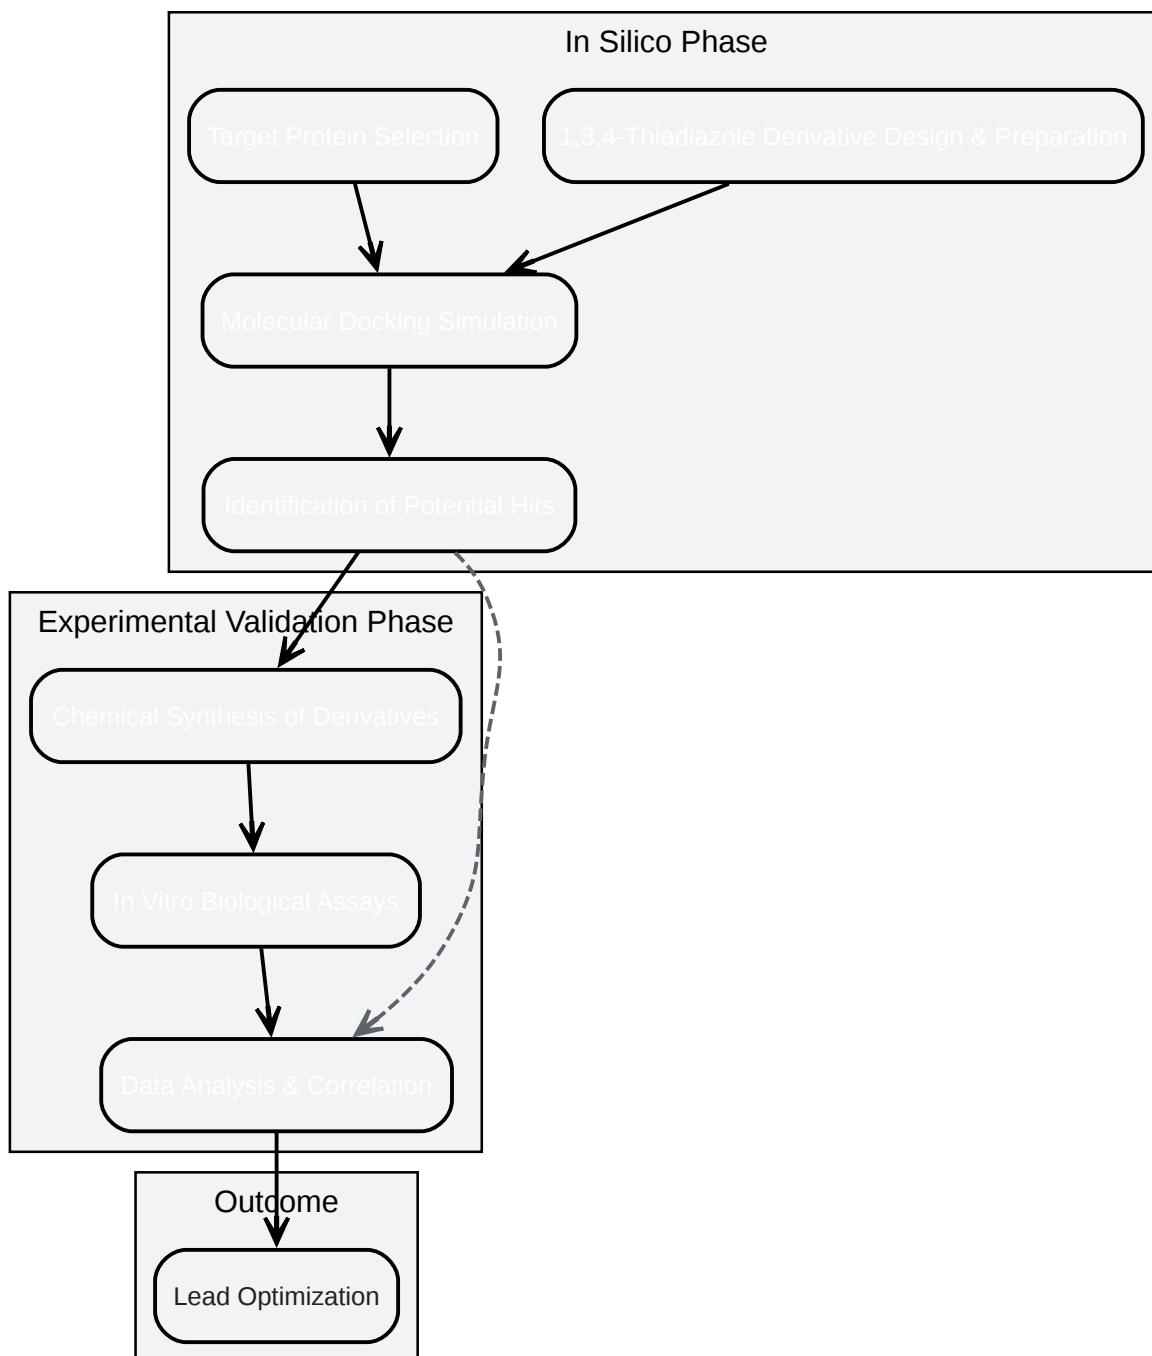 In Silico Phase
Target Protein Selection
1,3,4-Thiadiazole Derivative Design & Preparation
Molecular Docking Simulation
Identification of Potential Hits
Experimental Validation Phase
Chemical Synthesis of Derivatives
In Vitro Biological Assays
Data Analysis & Correlation
Outcome
Lead Optimization